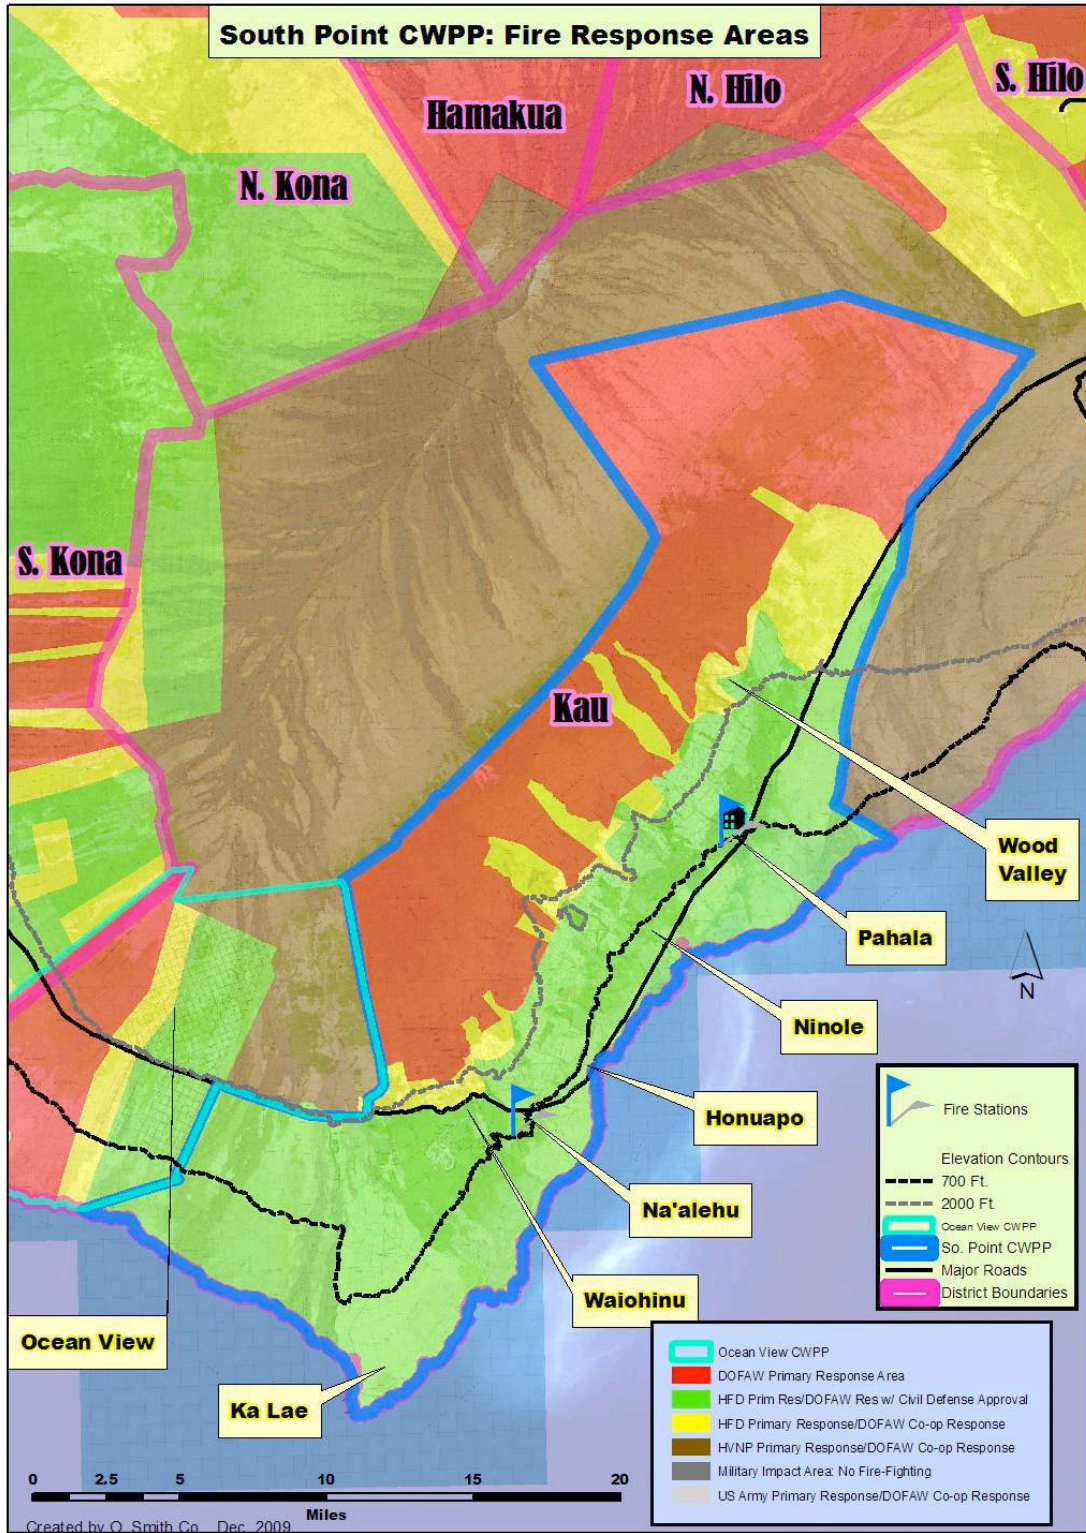 South Point CWPP: Fire Response Areas
Hamakua
N. Hilo
S. Hilo
N. Kona
S. Kona
Kau
Wood
Valley
Pahala
Ninole
Honuapo
Na'alehu
Waiohinu
Ocean View
Ka Lae
N
Fire Stations
Elevation Contours
700 Ft.
2000 Ft.
Ocean View CWPP
So. Point CWPP
Major Roads
District Boundaries
Ocean View CWPP
DOFAW Primary Response Area
HFD Prim Res/DOFAW Res w/ Civil Defense Approval
HFD Primary Response/DOFAW Co-op Response
HVNP Primary Response/DOFAW Co-op Response
Military Impact Area: No Fire-Fighting
US Army Primary Response/DOFAW Co-op Response
0 2.5 5 10 15 20
Miles
Created by O. Smith Co. Dec. 2009